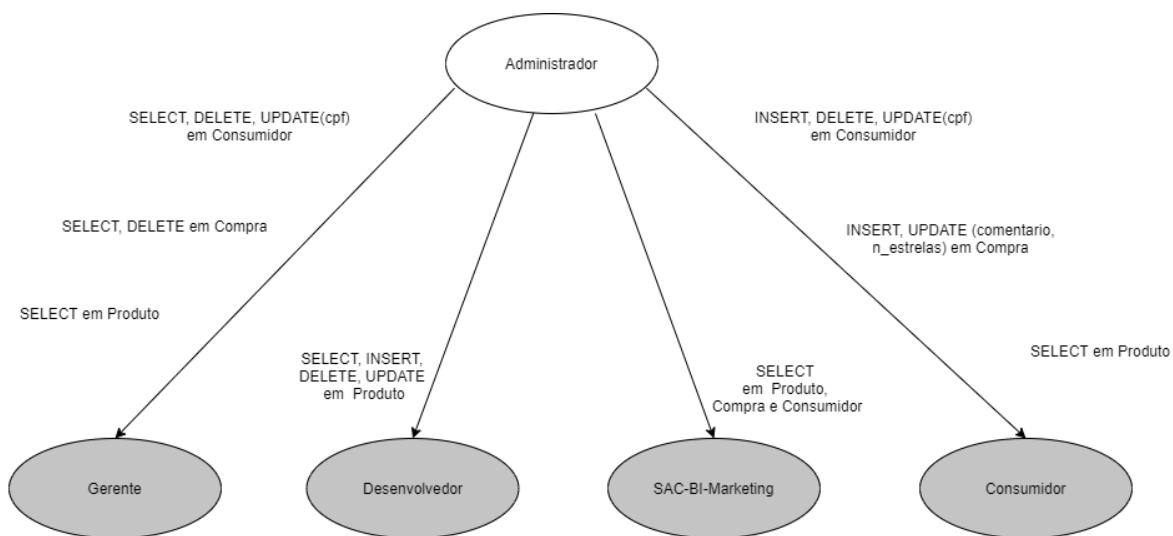 Administrador
SELECT, DELETE, UPDATE(cpf)
em Consumidor
INSERT, DELETE, UPDATE(cpf)
em Consumidor
SELECT, DELETE em Compra
INSERT, UPDATE (comentario,
n_estrelas) em Compra
SELECT em Produto
SELECT, INSERT,
DELETE, UPDATE
em Produto
SELECT
em Produto,
Compra e Consumidor
SELECT em Produto
Gerente
Desenvolvedor
SAC-BI-Marketing
Consumidor